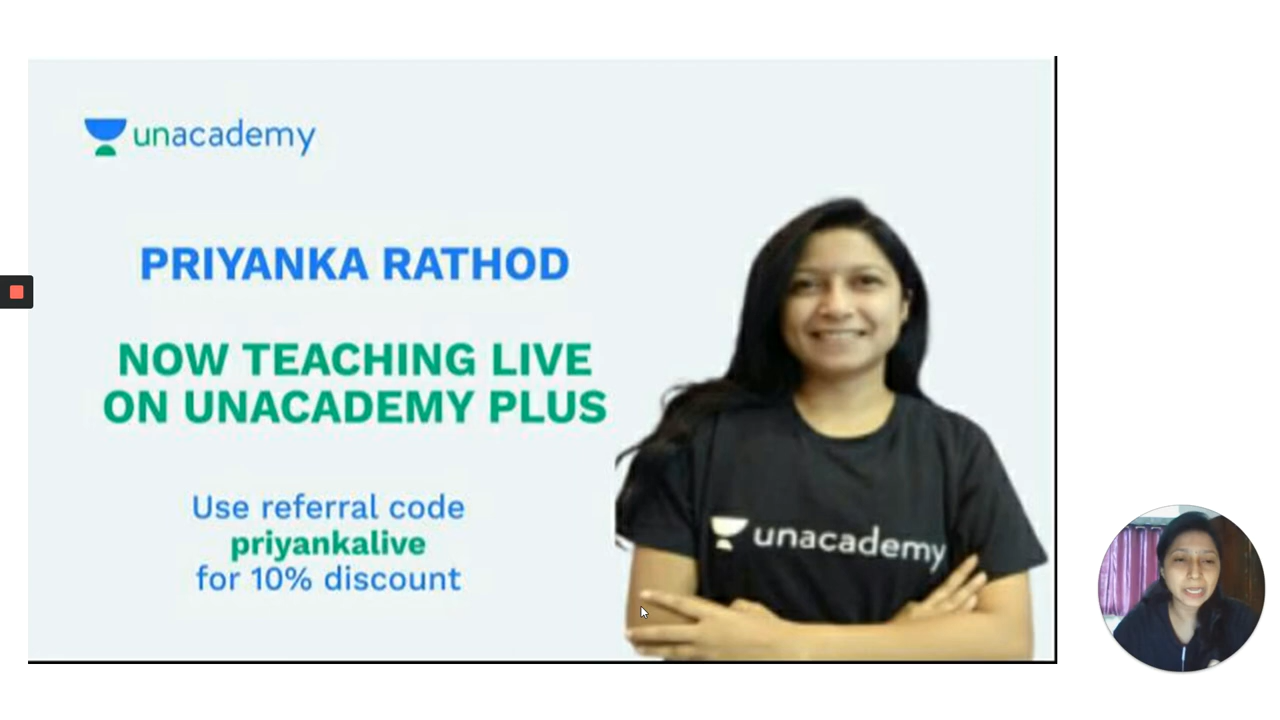 unacademy
PRIYANKA RATHOD
NOW TEACHING LIVE
ON UNACADEMY PLUS
Use referral code
priyankalive
for 10% discount
unacademy